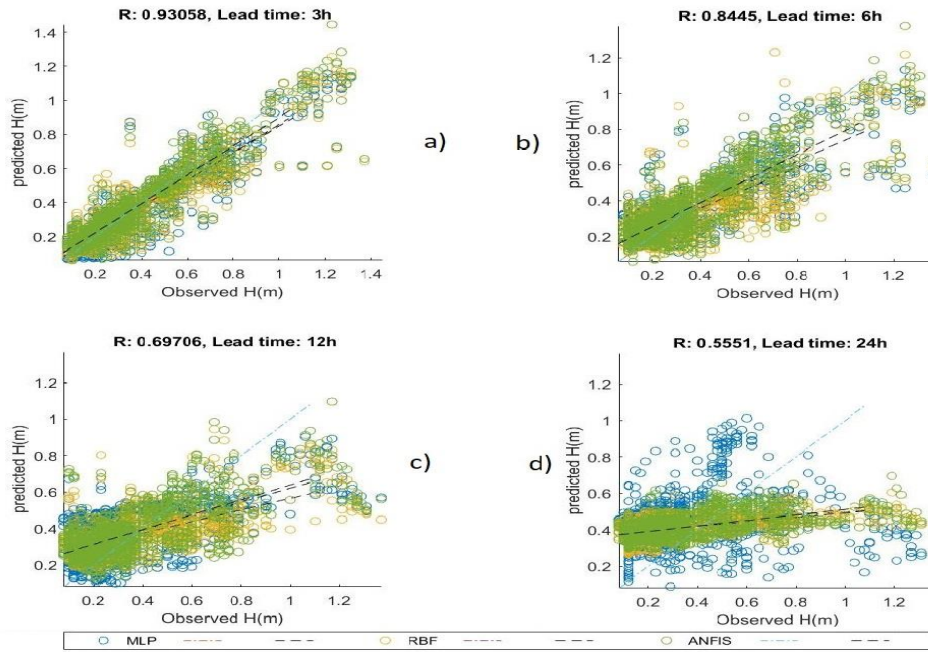 R: 0.93058, Lead time: 3h
R: 0.8445, Lead time: 6h
1.4
1.2
1
0.8
0.6
0.4
0.2
predicted H(m)
0.2 0.4 0.6 0.8 1 1.2 1.4
Observed H(m)
a)
b)
1.2
1
0.8
0.6
0.4
0.2
predicted H(m)
0.2 0.4 0.6 0.8 1 1.2
Observed H(m)
R: 0.69706, Lead time: 12h
R: 0.5551, Lead time: 24h
1.2
1
0.8
0.6
0.4
0.2
predicted H(m)
0.2 0.4 0.6 0.8 1 1.2
Observed H(m)
c)
d)
1.2
1
0.8
0.6
0.4
0.2
predicted H(m)
0.2 0.4 0.6 0.8 1 1.2
Observed H(m)
MLP RBF ANFIS